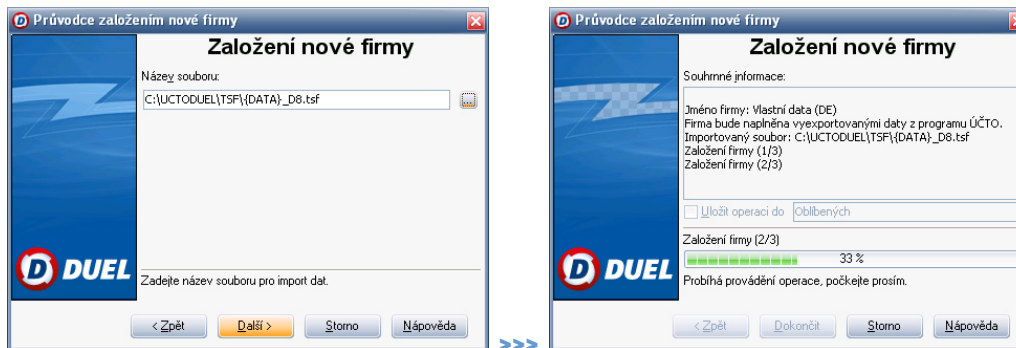 Průvodce založením nové firmy
Založení nové firmy
Název souboru:
C:\UCTODUEL\TSF\{DATA}_D8.tsf
...
DUEL
Zadejte název souboru pro import dat.
< Zpět
Další >
Storno
Nápověda
>>>
Průvodce založením nové firmy
Založení nové firmy
Souhrnné informace:
Jméno firmy: Vlastní data (DE)
Firma bude naplněna vyexportovanými daty z programu ÚČTO.
Importovaný soubor: C:\UCTODUEL\TSF\{DATA}_D8.tsf
Založení firmy (1/3)
Založení firmy (2/3)
Uložit operaci do
Oblíbených
Založení firmy (2/3)
33 %
DUEL
Probíhá provádění operace, počkejte prosím.
< Zpět
Dokončit
Storno
Nápověda